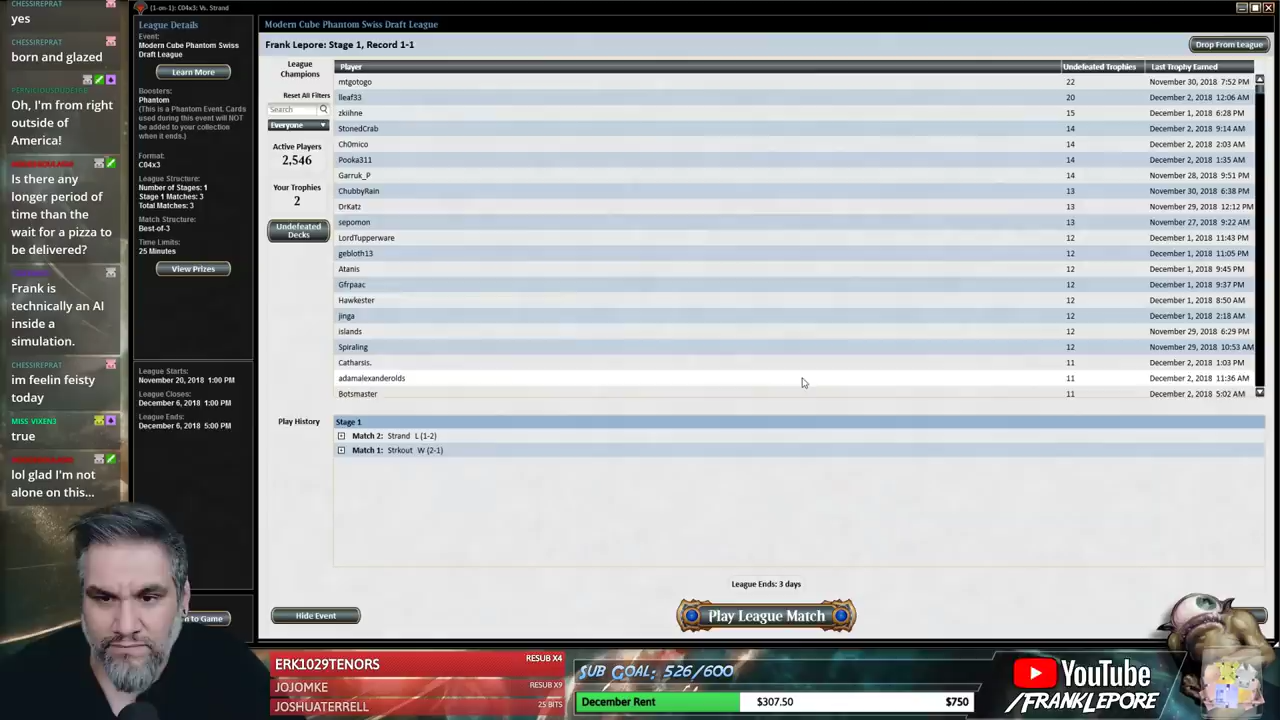 CHESSIREPRAT
yes
CHESSIREPRAT
born and glazed
Oh, I'm from right
outside of
America!
Is there any
longer period of
time than the
wait for a pizza to
be delivered?
Frank is
technically an AI
inside a
simulation.
CHESSIREPRAT
im feelin feisty
today
MISS_VIXEN3
true
lol glad I'm not
alone on this...
(1-on-1): C04x3: Vs. Strand
League Details
Event:
Modern Cube Phantom Swiss
Draft League
Learn More
Boosters:
Phantom
(This is a Phantom Event. Cards
used during this event will NOT
be added to your collection
when it ends.)
Format:
C04x3
League Structure:
Number of Stages: 1
Stage 1 Matches: 3
Total Matches: 3
Match Structure:
Best-of-3
Time Limits:
25 Minutes
View Prizes
League Starts:
November 20, 2018 1:00 PM
League Closes:
December 6, 2018 1:00 PM
League Ends:
December 6, 2018 5:00 PM
n to Game
Modern Cube Phantom Swiss Draft League
Frank Lepore: Stage 1, Record 1-1
Drop From League
League
Champions
Reset All Filters
Search
Everyone
Active Players
2,546
Your Trophies
2
Undefeated
Decks
Player Undefeated Trophies Last Trophy Earned
mtgotogo 22 November 30, 2018 7:52 PM
lleaf33 20 December 2, 2018 12:06 AM
zkiihne 15 December 1, 2018 6:28 PM
StonedCrab 14 December 2, 2018 9:14 AM
Ch0mico 14 December 2, 2018 2:03 AM
Pooka311 14 December 2, 2018 1:35 AM
Garruk_P 14 November 28, 2018 9:51 PM
ChubbyRain 13 November 30, 2018 6:38 PM
DrKatz 13 November 29, 2018 12:12 PM
sepomon 13 November 27, 2018 9:22 AM
LordTupperware 12 December 1, 2018 11:43 PM
gebloth13 12 December 1, 2018 11:05 PM
Atanis 12 December 1, 2018 9:45 PM
Gfrpaac 12 December 1, 2018 9:37 PM
Hawkester 12 December 1, 2018 8:50 AM
jinga 12 December 1, 2018 2:18 AM
islands 12 November 29, 2018 6:29 PM
Spiraling 12 November 29, 2018 10:53 AM
Catharsis. 11 December 2, 2018 1:03 PM
adamalexanderolds 11 December 2, 2018 11:36 AM
Botsmaster 11 December 2, 2018 5:02 AM
Play History
Stage 1
Match 2: Strand L (1-2)
Match 1: Strkout W (2-1)
League Ends: 3 days
Hide Event
Play League Match
ERK1029TENORS RESUB X4
JOJOMKE RESUB X9
JOSHUATERRELL 25 BITS
SUB GOAL: 526/600
December Rent $307.50 $750
YouTube
/FRANKLEPORE